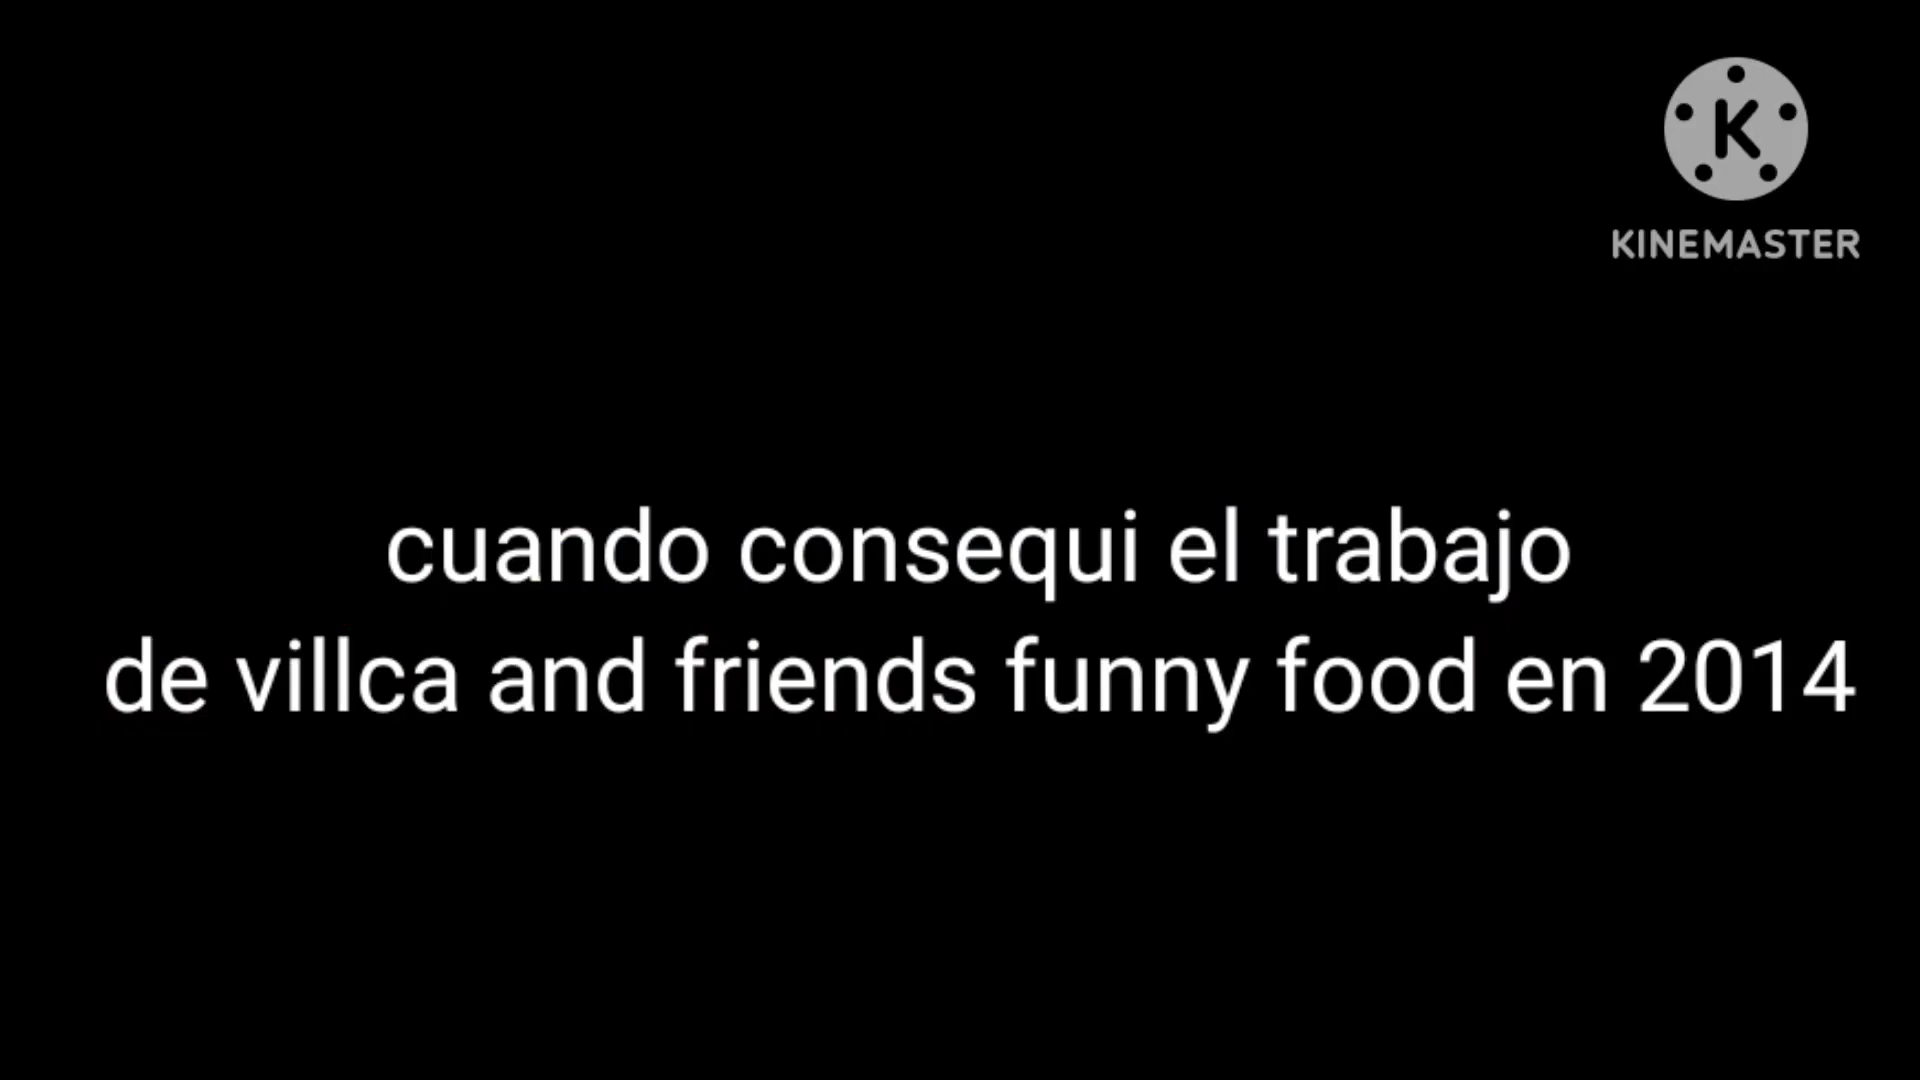 K
KINEMASTER
cuando consequi el trabajo
de villca and friends funny food en 2014